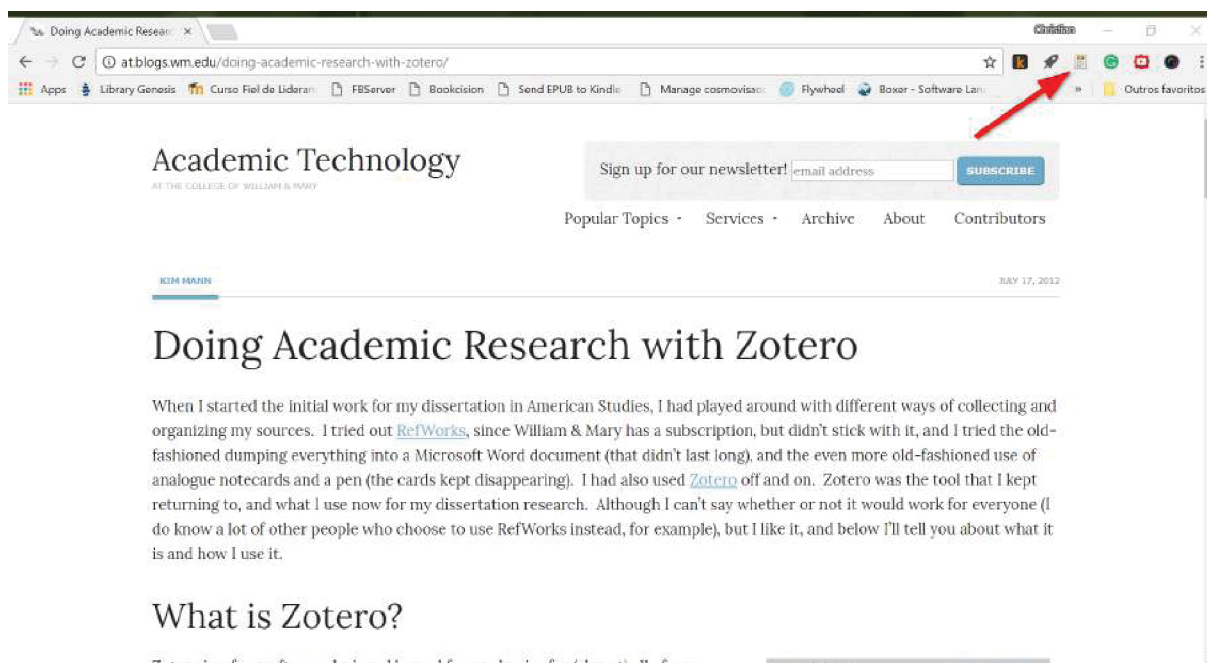 Doing Academic Resear
Christian
at.blogs.wm.edu/doing-academic-research-with-zotero/
Apps Library Genesis Curso Fiel de Lideran FBServer Bookcision Send EPUB to Kindle Manage cosmovisao Flywheel Boxer - Software Lan » Outros favoritos
Academic Technology
AT THE COLLEGE OF WILLIAM & MARY
Sign up for our newsletter! email address SUBSCRIBE
Popular Topics Services Archive About Contributors
KIM MANN
JULY 17, 2012
Doing Academic Research with Zotero
When I started the initial work for my dissertation in American Studies, I had played around with different ways of collecting and
organizing my sources. I tried out RefWorks, since William & Mary has a subscription, but didn't stick with it, and I tried the old-
fashioned dumping everything into a Microsoft Word document (that didn't last long), and the even more old-fashioned use of
analogue notecards and a pen (the cards kept disappearing). I had also used Zotero off and on. Zotero was the tool that I kept
returning to, and what I use now for my dissertation research. Although I can't say whether or not it would work for everyone (I
do know a lot of other people who choose to use RefWorks instead, for example), but I like it, and below I'll tell you about what it
is and how I use it.
What is Zotero?